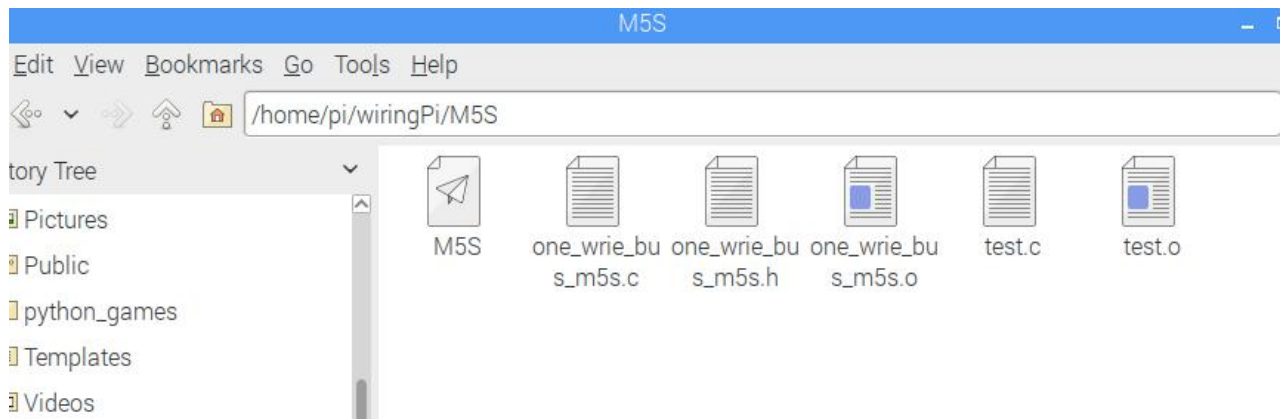 M5S
Edit View Bookmarks Go Tools Help
/home/pi/wiringPi/M5S
tory Tree
Pictures
Public
python_games
Templates
Videos
M5S
one_wrie_bu
s_m5s.c
one_wrie_bu
s_m5s.h
one_wrie_bu
s_m5s.o
test.c
test.o